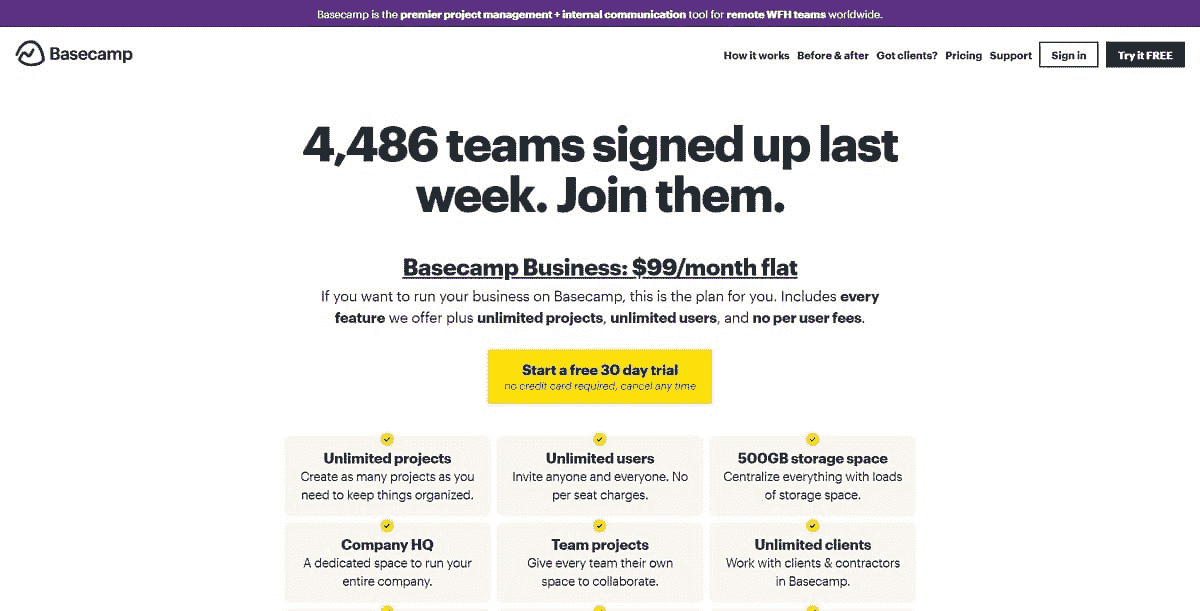 Basecamp is the premier project management + internal communication tool for remote WFH teams worldwide.
Basecamp
How it works Before & after Got clients? Pricing Support Sign in Try it FREE
4,486 teams signed up last
week. Join them.
Basecamp Business: $99/month flat
If you want to run your business on Basecamp, this is the plan for you. Includes every
feature we offer plus unlimited projects, unlimited users, and no per user fees.
Start a free 30 day trial
no credit card required, cancel any time
Unlimited projects
Create as many projects as you
need to keep things organized.
Unlimited users
Invite anyone and everyone. No
per seat charges.
500GB storage space
Centralize everything with loads
of storage space.
Company HQ
A dedicated space to run your
entire company.
Team projects
Give every team their own
space to collaborate.
Unlimited clients
Work with clients & contractors
in Basecamp.